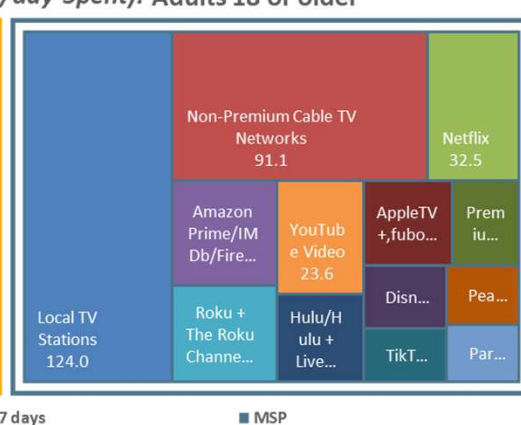 /day Spent): Adults 18 or older
Non-Premium Cable TV
Networks
91.1
Netflix
32.5
Amazon
Prime/IM
Db/Fire...
YouTub
e Video
23.6
AppleTV
+,fubo...
Prem
iu...
Disn...
Pea...
Local TV
Stations
124.0
Roku +
The Roku
Channe...
Hulu/H
ulu +
Live...
TikT...
Par...
7 days
MSP